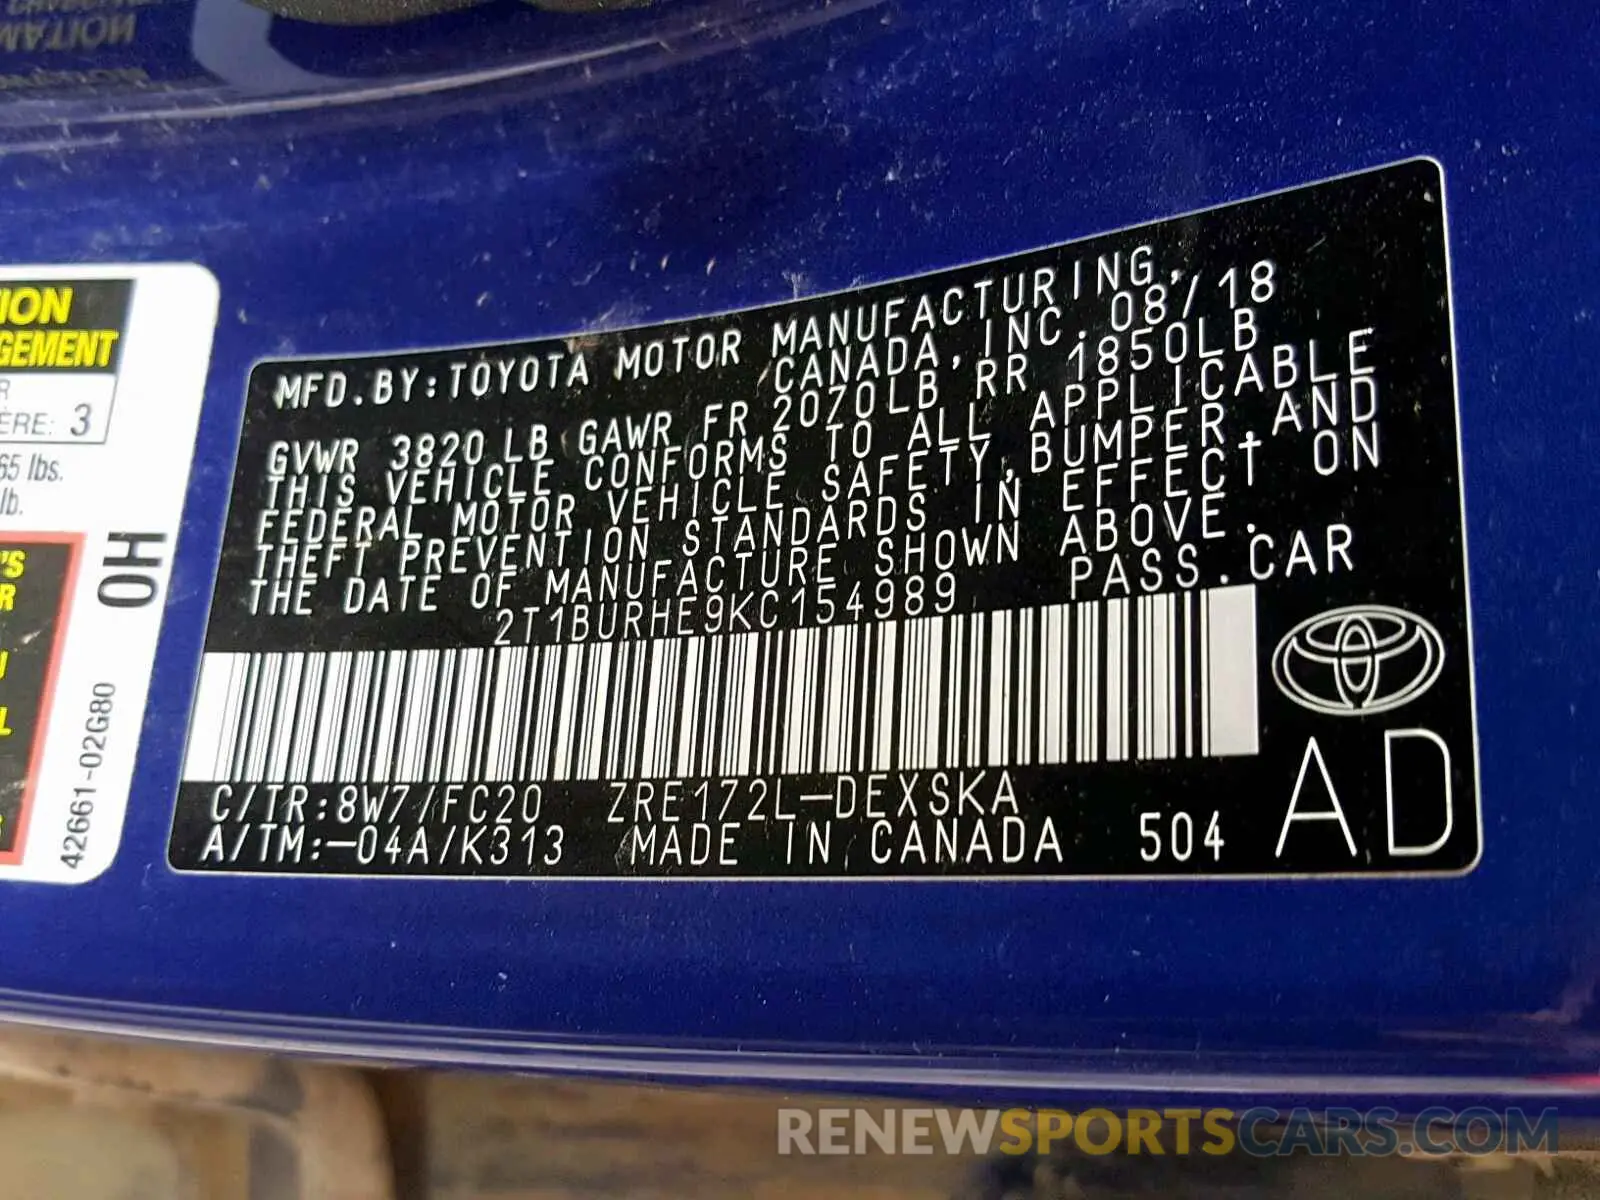 ION
GEMENT
R
ÈRE: 3
65 lbs.
lb.
'S
R
U
L
OH
42661-02G80
MFD.BY:TOYOTA MOTOR MANUFACTURING,
CANADA, INC. 08/18
GVWR 3820 LB GAWR FR 2070LB RR 1850LB
THIS VEHICLE CONFORMS TO ALL APPLICABLE
FEDERAL MOTOR VEHICLE SAFETY, BUMPER, AND
THEFT PREVENTION STANDARDS IN EFFECT ON
THE DATE OF MANUFACTURE SHOWN ABOVE.
2T1BURHE9KC154989 PASS.CAR
C/TR:8W7/FC20 ZRE172L-DEXSKA
A/TM:-04A/K313 MADE IN CANADA 504
AD
RENEWSPORTSCARS.COM